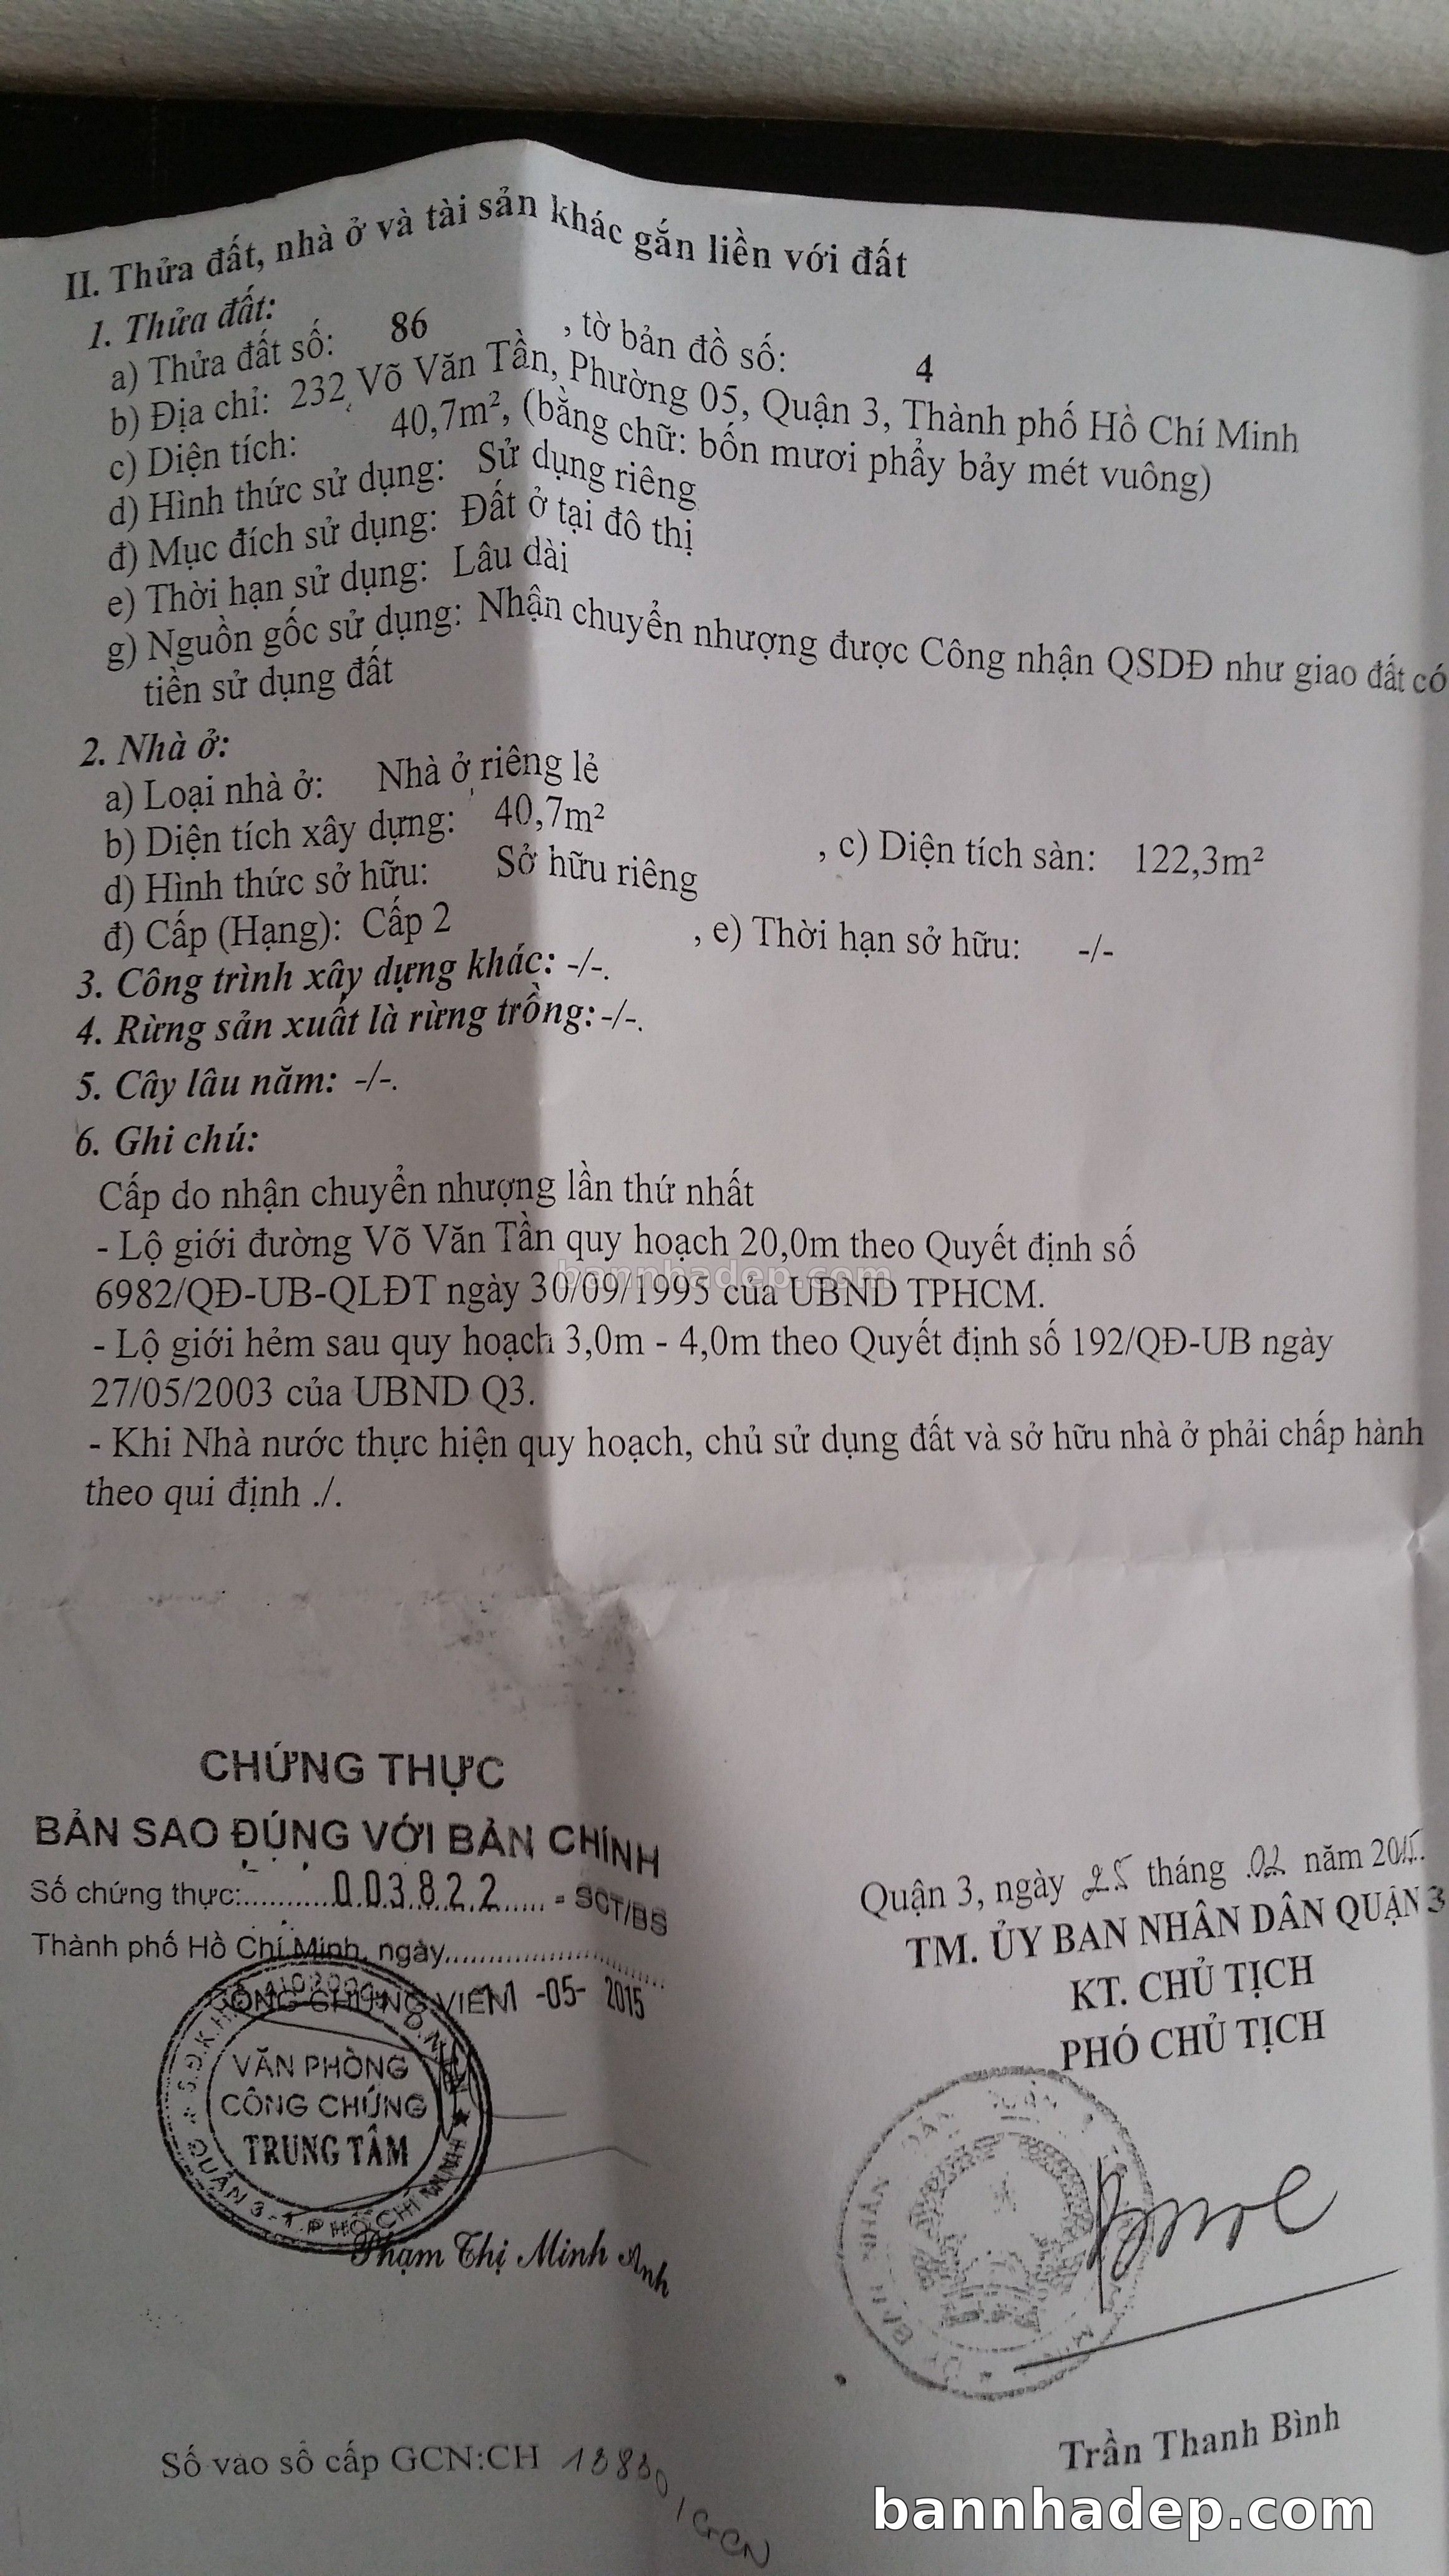 II. Thửa đất, nhà ở và tài sản khác gắn liền với đất
1. Thửa đất:
a) Thửa đất số: 86 , tờ bản đồ số: 4
b) Địa chỉ: 232 Võ Văn Tần, Phường 05, Quận 3, Thành phố Hồ Chí Minh
c) Diện tích: 40,7m², (bằng chữ: bốn mươi phẩy bảy mét vuông)
d) Hình thức sử dụng: Sử dụng riêng
đ) Mục đích sử dụng: Đất ở tại đô thị
e) Thời hạn sử dụng: Lâu dài
g) Nguồn gốc sử dụng: Nhận chuyển nhượng được Công nhận QSDĐ như giao đất có
tiền sử dụng đất
2. Nhà ở:
a) Loại nhà ở: Nhà ở riêng lẻ
b) Diện tích xây dựng: 40,7m² , c) Diện tích sàn: 122,3m²
d) Hình thức sở hữu: Sở hữu riêng
đ) Cấp (Hạng): Cấp 2 , e) Thời hạn sở hữu: -/-
3. Công trình xây dựng khác: -/-.
4. Rừng sản xuất là rừng trồng: -/-.
5. Cây lâu năm: -/-.
6. Ghi chú:
Cấp do nhận chuyển nhượng lần thứ nhất
- Lộ giới đường Võ Văn Tần quy hoạch 20,0m theo Quyết định số
bannhadep.com
6982/QĐ-UB-QLĐT ngày 30/09/1995 của UBND TPHCM.
- Lộ giới hẻm sau quy hoạch 3,0m - 4,0m theo Quyết định số 192/QĐ-UB ngày
27/05/2003 của UBND Q3.
- Khi Nhà nước thực hiện quy hoạch, chủ sử dụng đất và sở hữu nhà ở phải chấp hành
theo qui định ./.
CHỨNG THỰC
BẢN SAO ĐÚNG VỚI BẢN CHÍNH
Số chứng thực:...........003822..... - SCT/BS
Thành phố Hồ Chí Minh, ngày......................
CÔNG CHỨNG VIÊN 11 -05- 2015
VĂN PHÒNG
CÔNG CHỨNG
TRUNG TÂM
QUẬN 3 - T.P HỒ CHÍ MINH
Phạm Thị Minh Anh
Quận 3, ngày 25 tháng 02 năm 20
TM. ỦY BAN NHÂN DÂN QUẬN 3
KT. CHỦ TỊCH
PHÓ CHỦ TỊCH
Trần Thanh Bình
Số vào sổ cấp GCN:CH
/GCN
bannhadep.com